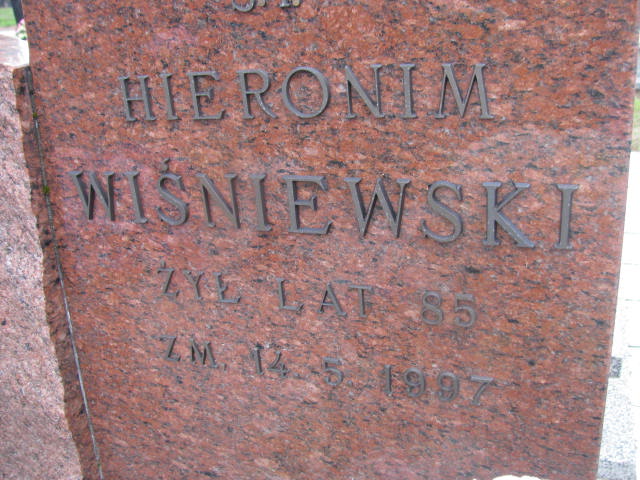 Ś.P.
HIERONIM
WIŚNIEWSKI
ŻYŁ LAT 85
ZM. 14.5.1997